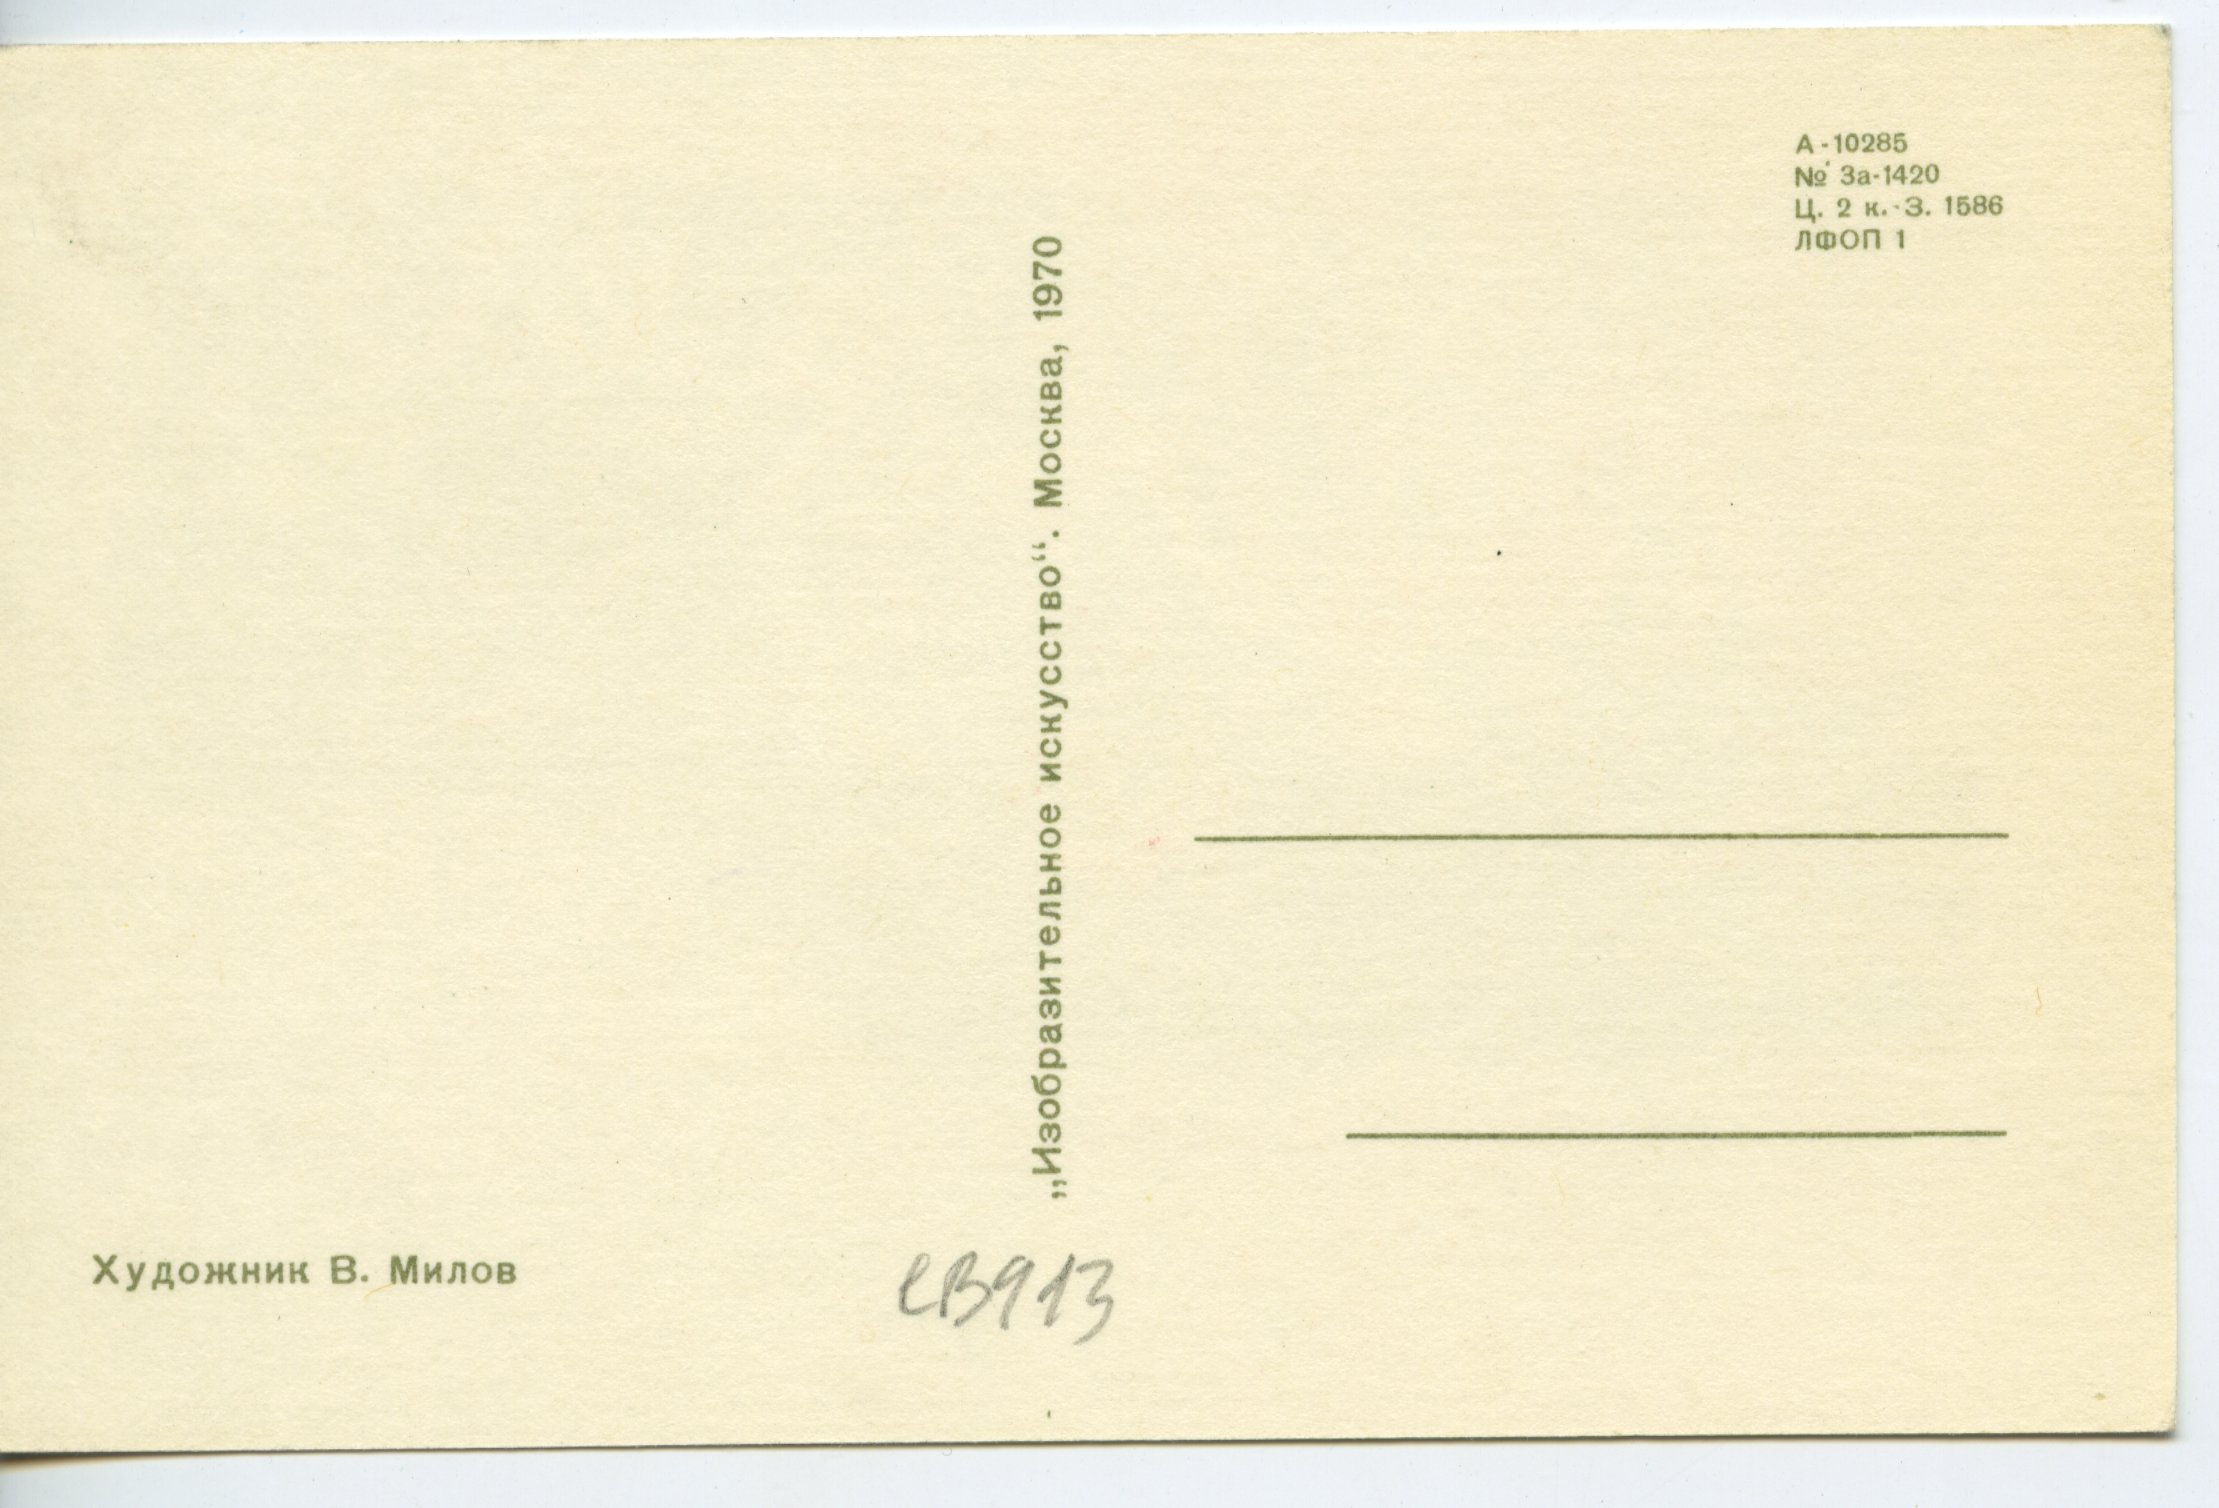 А-10285
№ 3а-1420
Ц. 2 к. З. 1586
ЛФОП 1
„Изобразительное искусство“. Москва, 1970
Художник В. Милов
СВ913